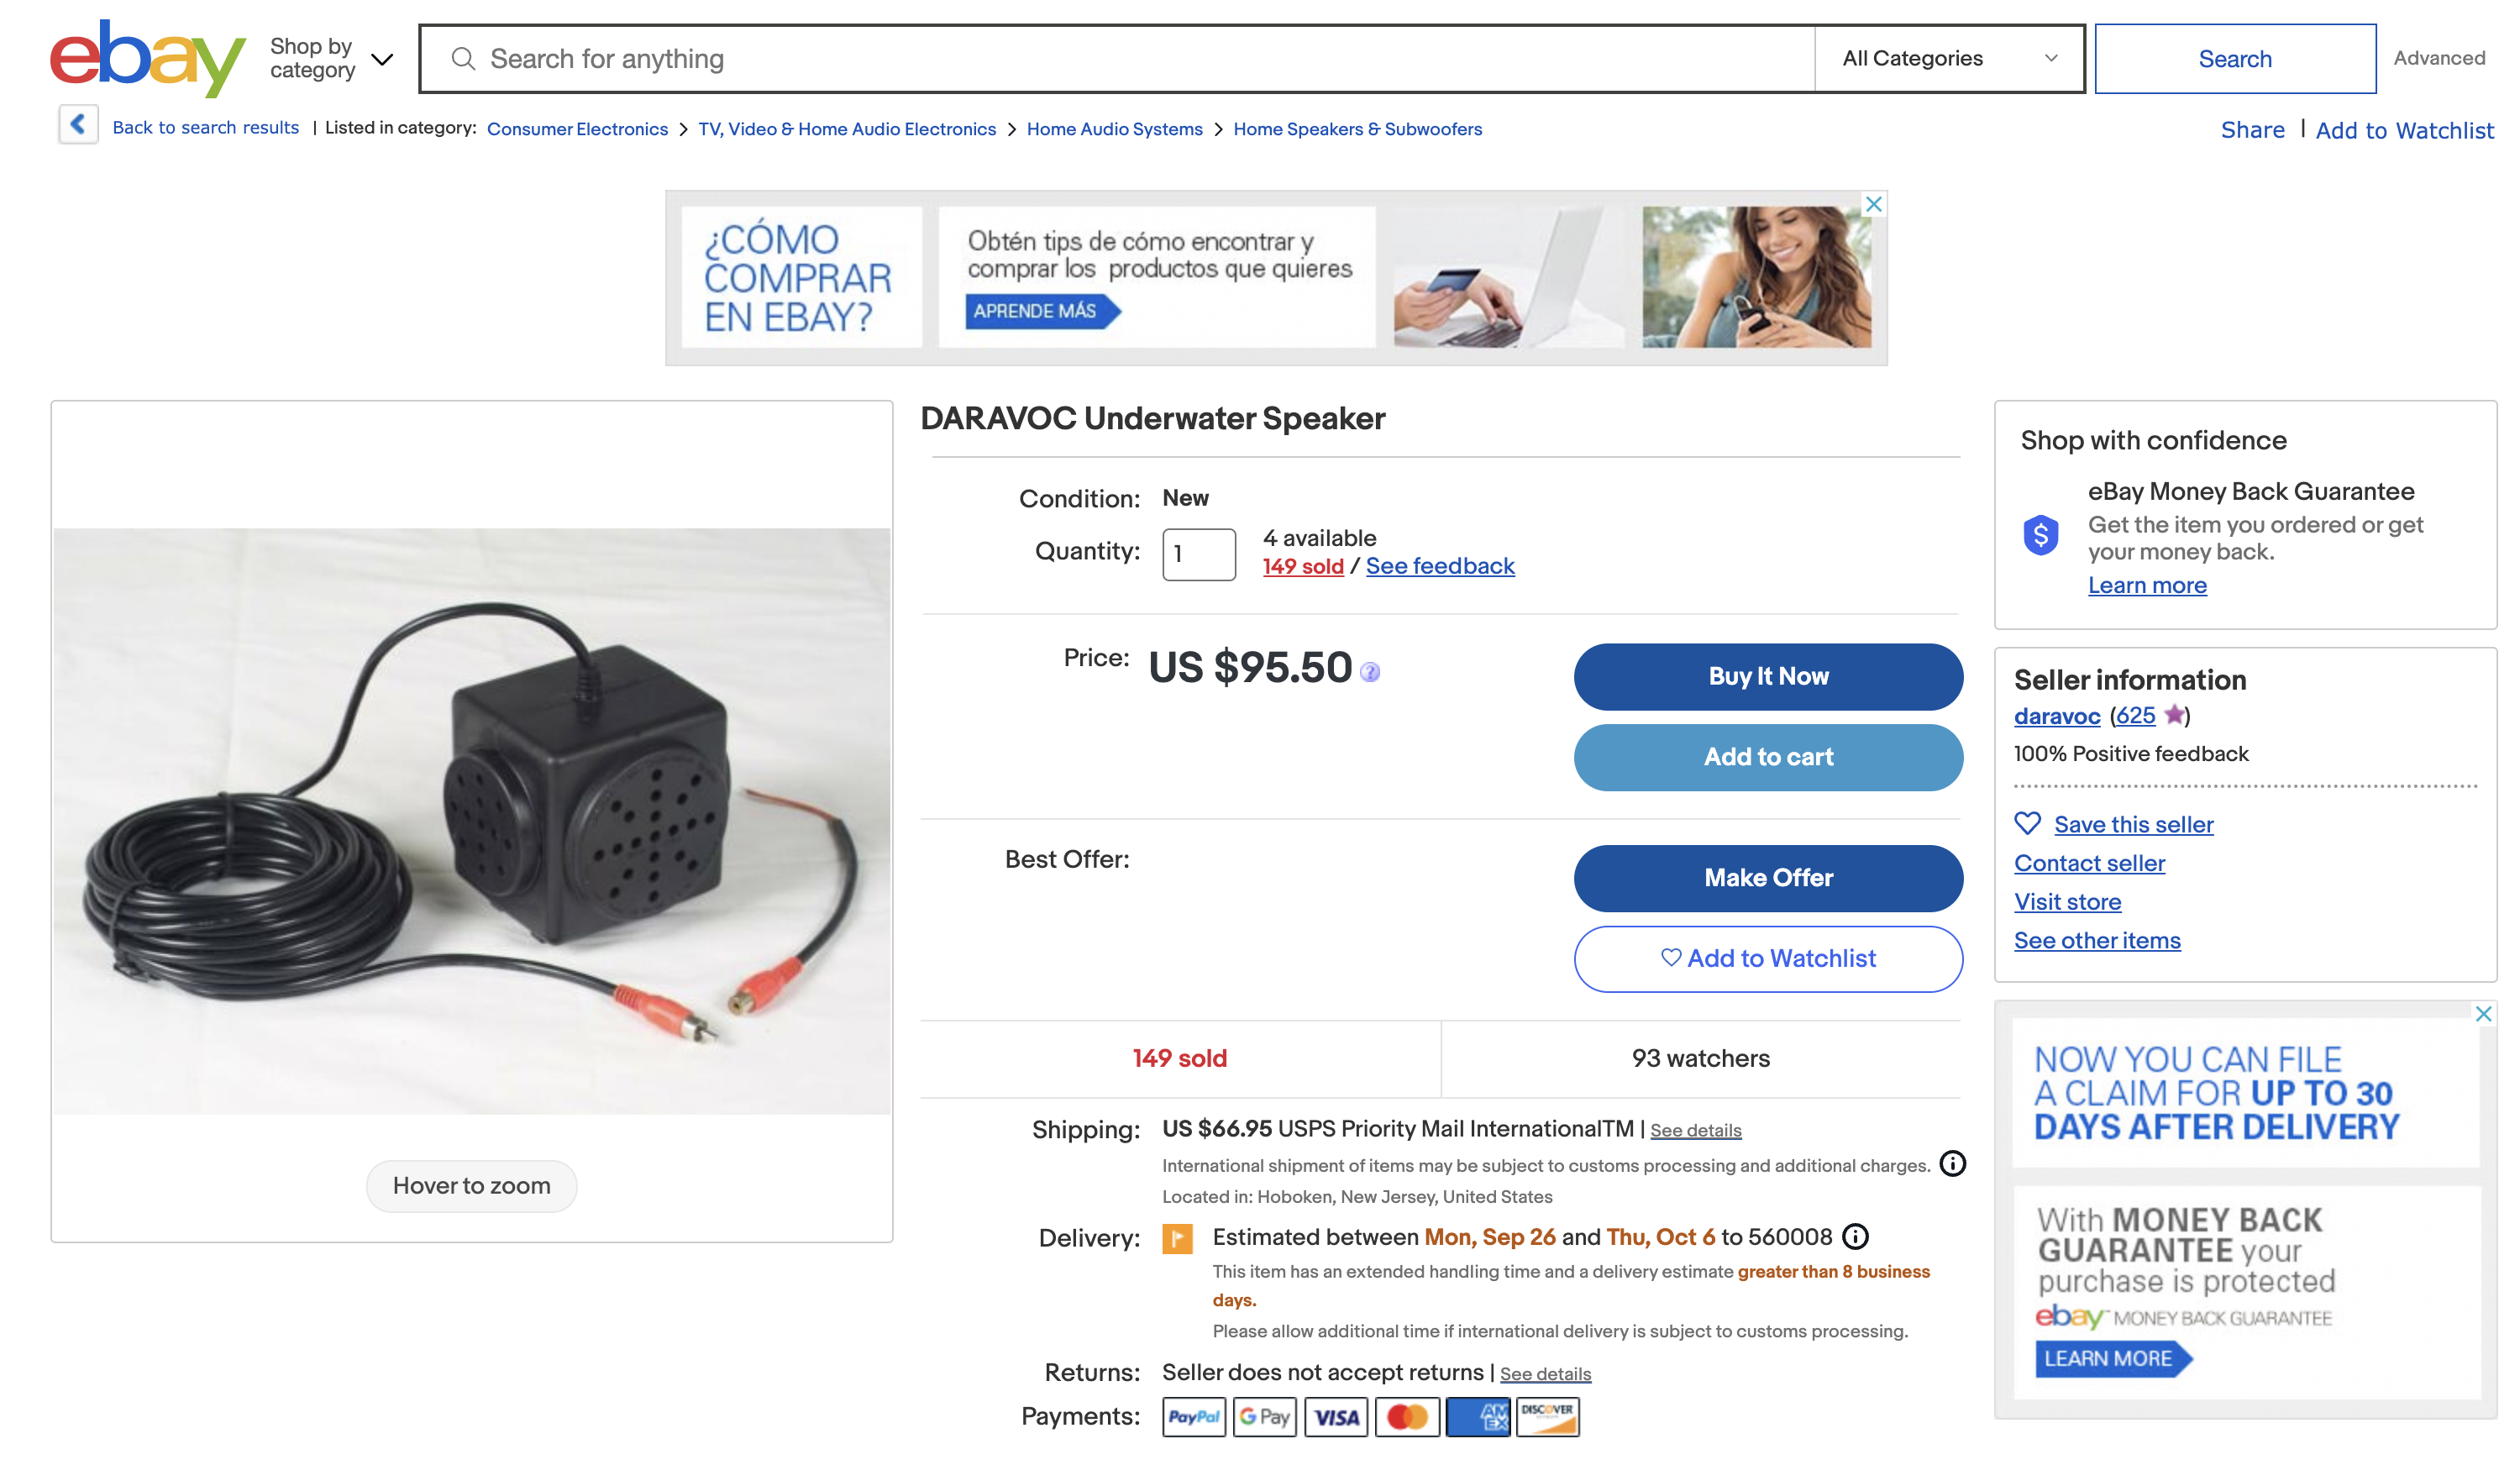 ebay
Shop by
category
Search for anything
All Categories
Search
Advanced
Back to search results | Listed in category: Consumer Electronics > TV, Video & Home Audio Electronics > Home Audio Systems > Home Speakers & Subwoofers
Share | Add to Watchlist
¿CÓMO
COMPRAR
EN EBAY?
Obtén tips de cómo encontrar y
comprar los productos que quieres
APRENDE MÁS
Hover to zoom
DARAVOC Underwater Speaker
Condition: New
Quantity: 1
4 available
149 sold / See feedback
Price: US $95.50 ?
Buy It Now
Add to cart
Best Offer:
Make Offer
Add to Watchlist
149 sold
93 watchers
Shipping: US $66.95 USPS Priority Mail InternationalTM | See details
International shipment of items may be subject to customs processing and additional charges.
Located in: Hoboken, New Jersey, United States
Delivery: Estimated between Mon, Sep 26 and Thu, Oct 6 to 560008
This item has an extended handling time and a delivery estimate greater than 8 business
days.
Please allow additional time if international delivery is subject to customs processing.
Returns: Seller does not accept returns | See details
Payments: PayPal G Pay VISA AM EX DISCOVER
Shop with confidence
eBay Money Back Guarantee
Get the item you ordered or get
your money back.
Learn more
Seller information
daravoc (625)
100% Positive feedback
Save this seller
Contact seller
Visit store
See other items
NOW YOU CAN FILE
A CLAIM FOR UP TO 30
DAYS AFTER DELIVERY
With MONEY BACK
GUARANTEE your
purchase is protected
ebay MONEY BACK GUARANTEE
LEARN MORE